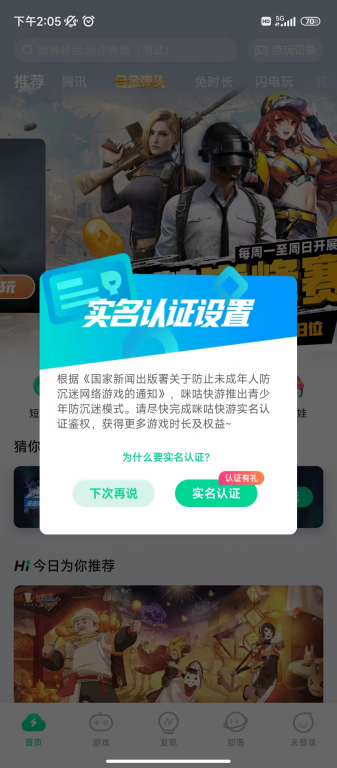 下午2:05
HD 5G 70
游玩记录
推荐 腾讯 合金弹头 免时长 闪电玩
每周一至周日开展
实名认证设置
根据《国家新闻出版署关于防止未成年人防
沉迷网络游戏的通知》，咪咕快游推出青少
年防沉迷模式。请尽快完成咪咕快游实名认
证鉴权，获得更多游戏时长及权益~
为什么要实名认证？
认证有礼
下次再说 实名认证
猜你
Hi 今日为你推荐
首页 游戏 发现 部落 未登录